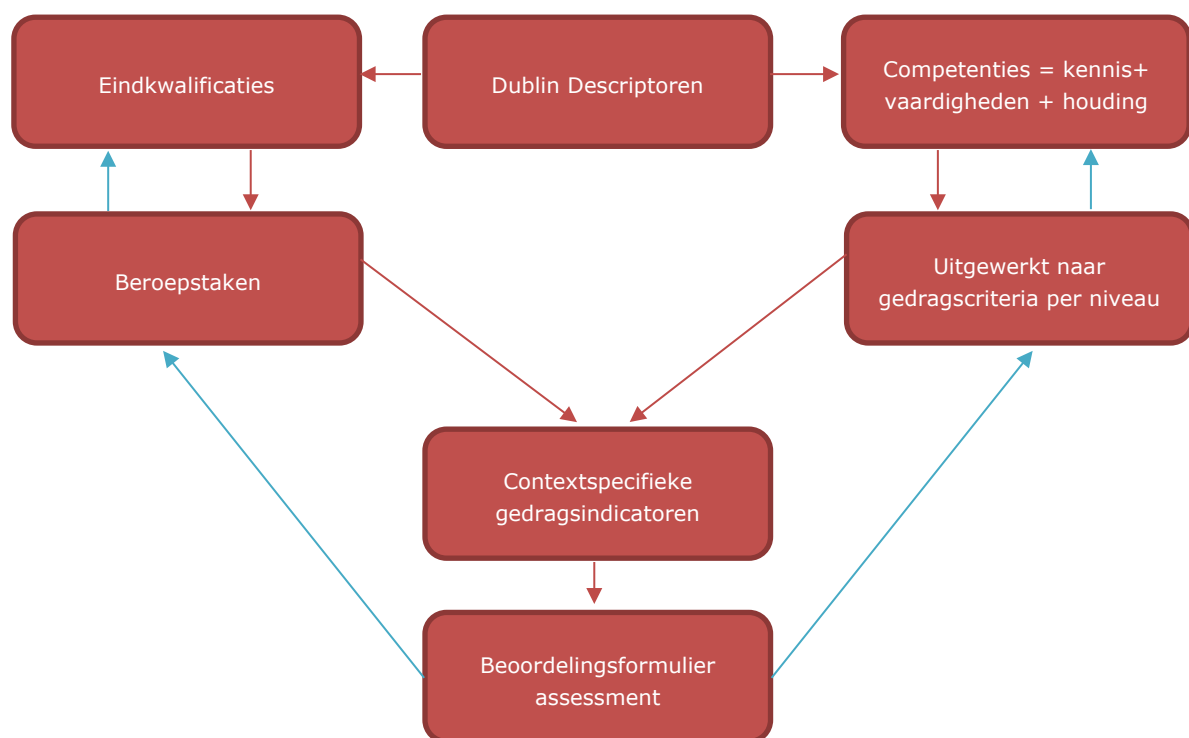 Eindkwalificaties
Dublin Descriptoren
Competenties = kennis+
vaardigheden + houding
Beroepstaken
Uitgewerkt naar
gedragscriteria per niveau
Contextspecifieke
gedragsindicatoren
Beoordelingsformulier
assessment